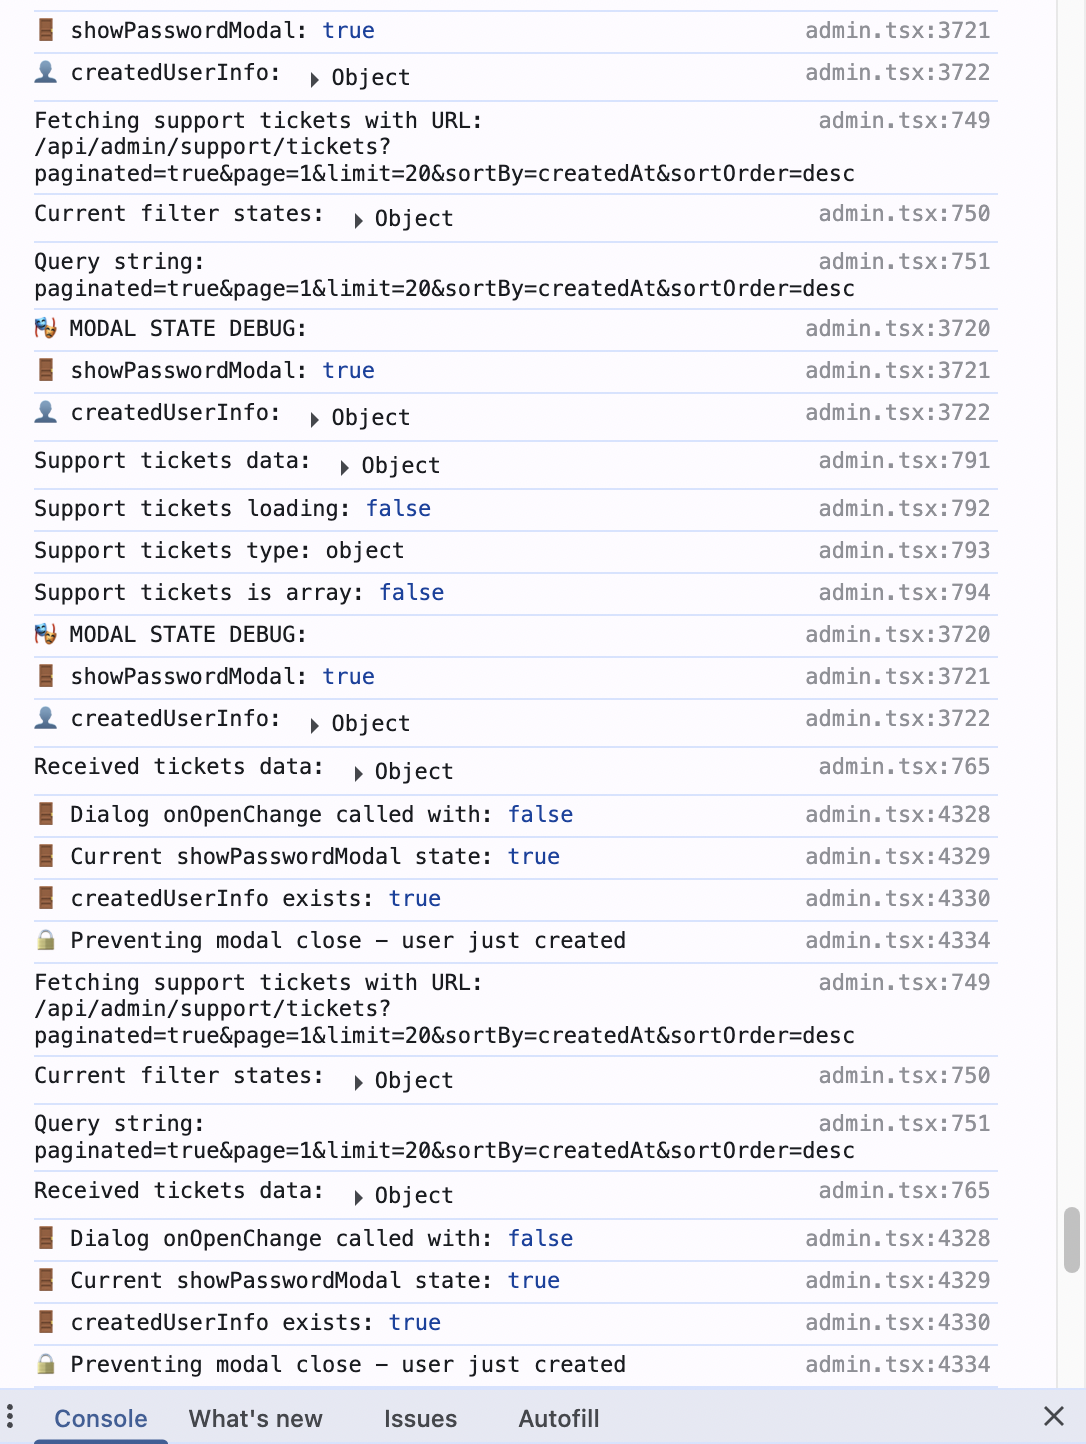 showPasswordModal: true admin.tsx:3721
createdUserInfo: Object admin.tsx:3722
Fetching support tickets with URL: admin.tsx:749
/api/admin/support/tickets?
paginated=true&page=1&limit=20&sortBy=createdAt&sortOrder=desc
Current filter states: Object admin.tsx:750
Query string: admin.tsx:751
paginated=true&page=1&limit=20&sortBy=createdAt&sortOrder=desc
MODAL STATE DEBUG: admin.tsx:3720
showPasswordModal: true admin.tsx:3721
createdUserInfo: Object admin.tsx:3722
Support tickets data: Object admin.tsx:791
Support tickets loading: false admin.tsx:792
Support tickets type: object admin.tsx:793
Support tickets is array: false admin.tsx:794
MODAL STATE DEBUG: admin.tsx:3720
showPasswordModal: true admin.tsx:3721
createdUserInfo: Object admin.tsx:3722
Received tickets data: Object admin.tsx:765
Dialog onOpenChange called with: false admin.tsx:4328
Current showPasswordModal state: true admin.tsx:4329
createdUserInfo exists: true admin.tsx:4330
Preventing modal close – user just created admin.tsx:4334
Fetching support tickets with URL: admin.tsx:749
/api/admin/support/tickets?
paginated=true&page=1&limit=20&sortBy=createdAt&sortOrder=desc
Current filter states: Object admin.tsx:750
Query string: admin.tsx:751
paginated=true&page=1&limit=20&sortBy=createdAt&sortOrder=desc
Received tickets data: Object admin.tsx:765
Dialog onOpenChange called with: false admin.tsx:4328
Current showPasswordModal state: true admin.tsx:4329
createdUserInfo exists: true admin.tsx:4330
Preventing modal close – user just created admin.tsx:4334
Console What's new Issues Autofill